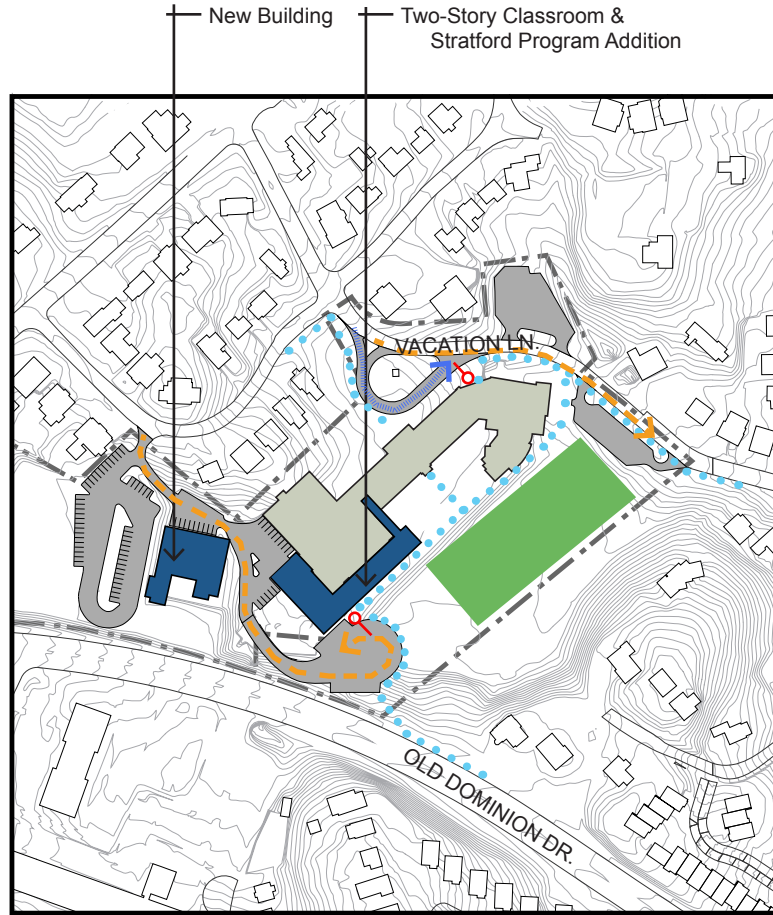 New Building
Two-Story Classroom &
Stratford Program Addition
VACATION LN.
OLD DOMINION DR.